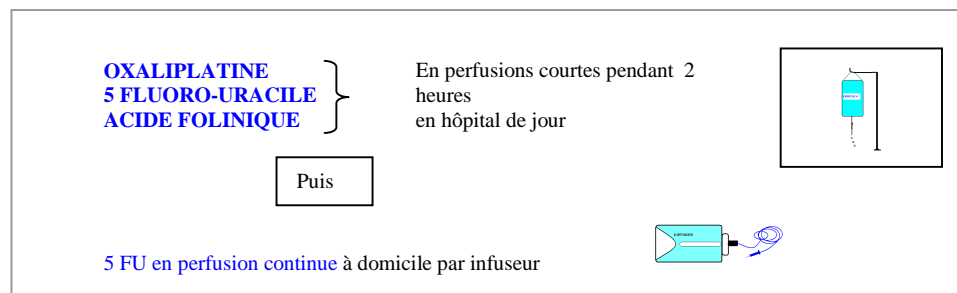 OXALIPLATINE
5 FLUORO-URACILE
ACIDE FOLINIQUE
En perfusions courtes pendant 2
heures
en hôpital de jour
Puis
5 FU en perfusion continue à domicile par infuseur